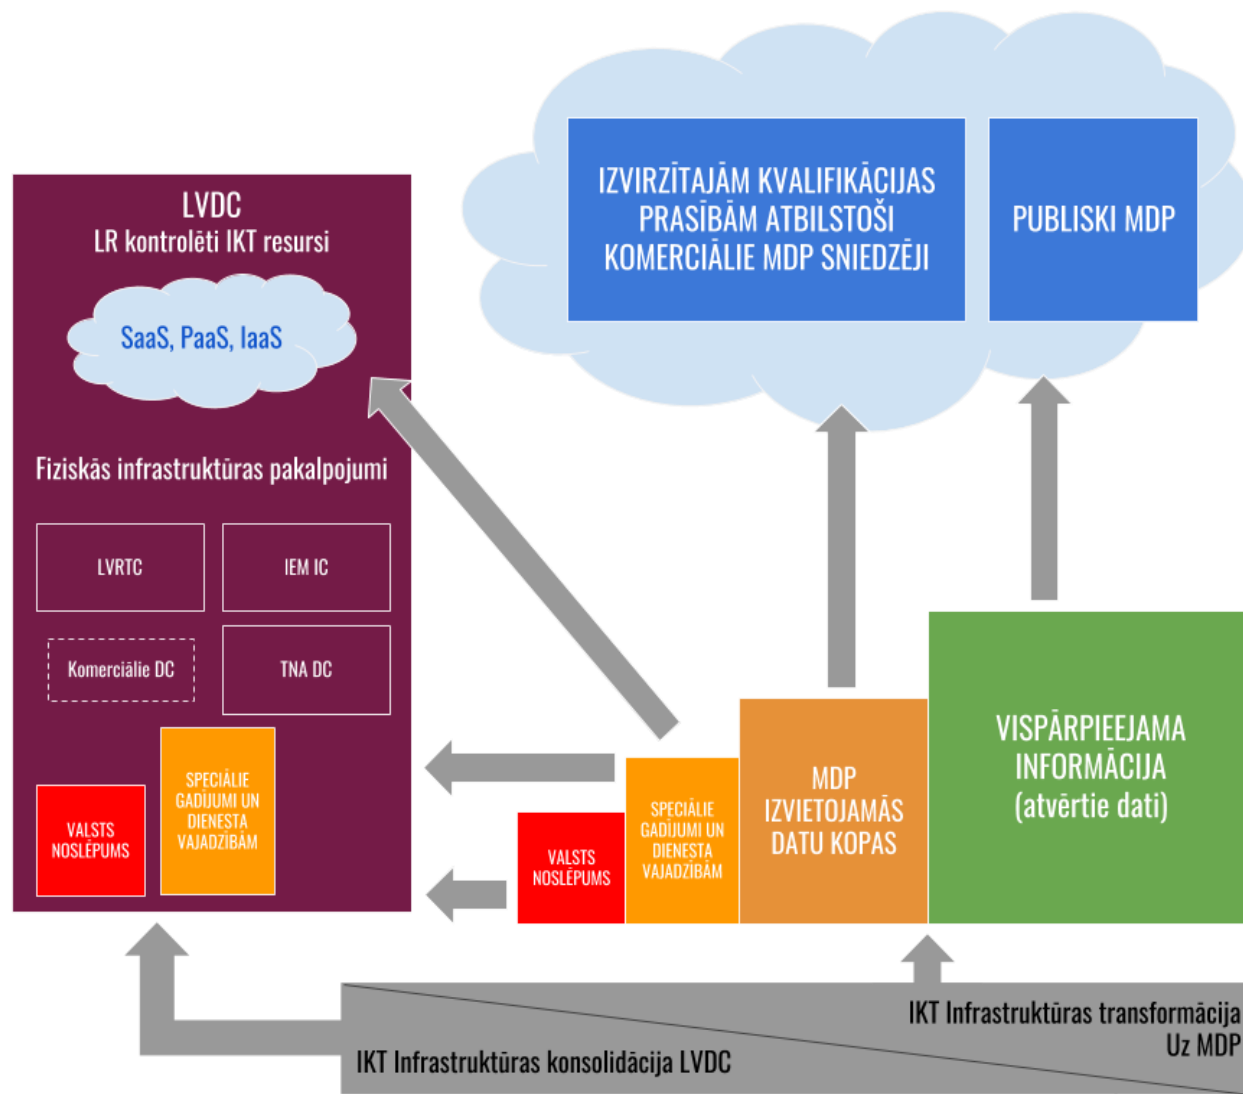 LVDC
LR kontrolēti IKT resursi
SaaS, PaaS, IaaS
Fiziskās infrastruktūras pakalpojumi
LVRTC
IEM IC
Komerciālie DC
TNA DC
VALSTS
NOSLĒPUMS
SPECIĀLIE
GADĪJUMI UN
DIENESTA
VAJADZĪBĀM
IZVIRZĪTAJĀM KVALIFIKĀCIJAS
PRASĪBĀM ATBILSTOŠI
KOMERCIĀLIE MDP SNIEDZĒJI
PUBLISKI MDP
VALSTS
NOSLĒPUMS
SPECIĀLIE
GADĪJUMI UN
DIENESTA
VAJADZĪBĀM
MDP
IZVIETOJAMĀS
DATU KOPAS
VISPĀRPIEEJAMA
INFORMĀCIJA
(atvērtie dati)
IKT Infrastruktūras konsolidācija LVDC
IKT Infrastruktūras transformācija
Uz MDP